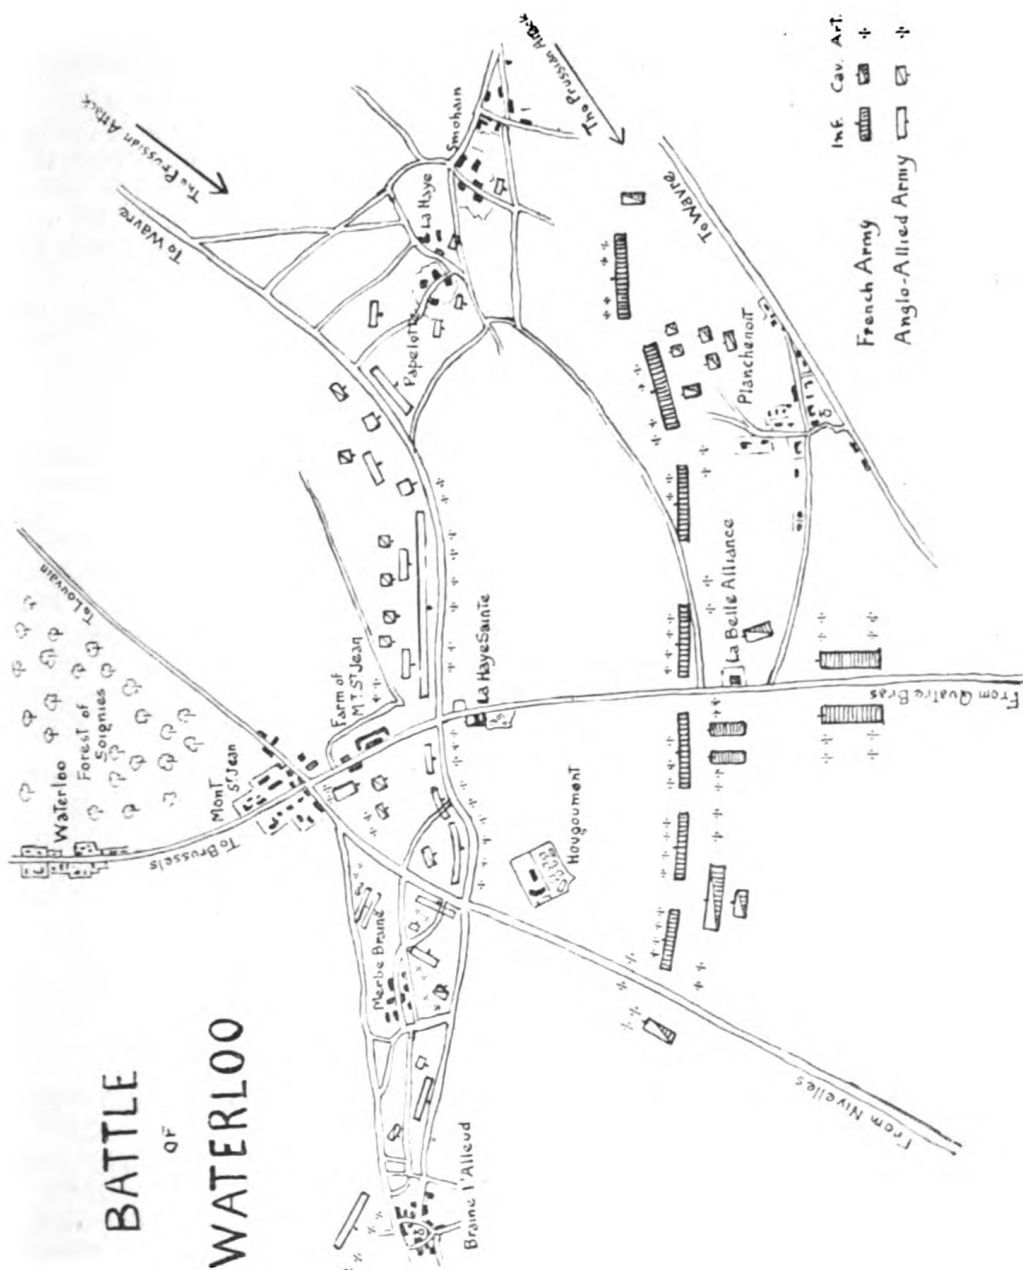 BATTLE
OF
WATERLOO
The Prussian Attack
The Prussian Attack
To Wavre
To Wavre
Smohain
La Haye
Papelotte
Planchenoit
To Louvain
Forest of
Soignies
Waterloo
Mont
St Jean
To Brussels
Farm of
Mt. St Jean
La Haye Sainte
La Belle Alliance
From Quatre Bras
Hougoumont
Merbe Braine
Braine l'Alleud
From Nivelles
Inf. Cav. Art.
French Army
Anglo-Allied Army